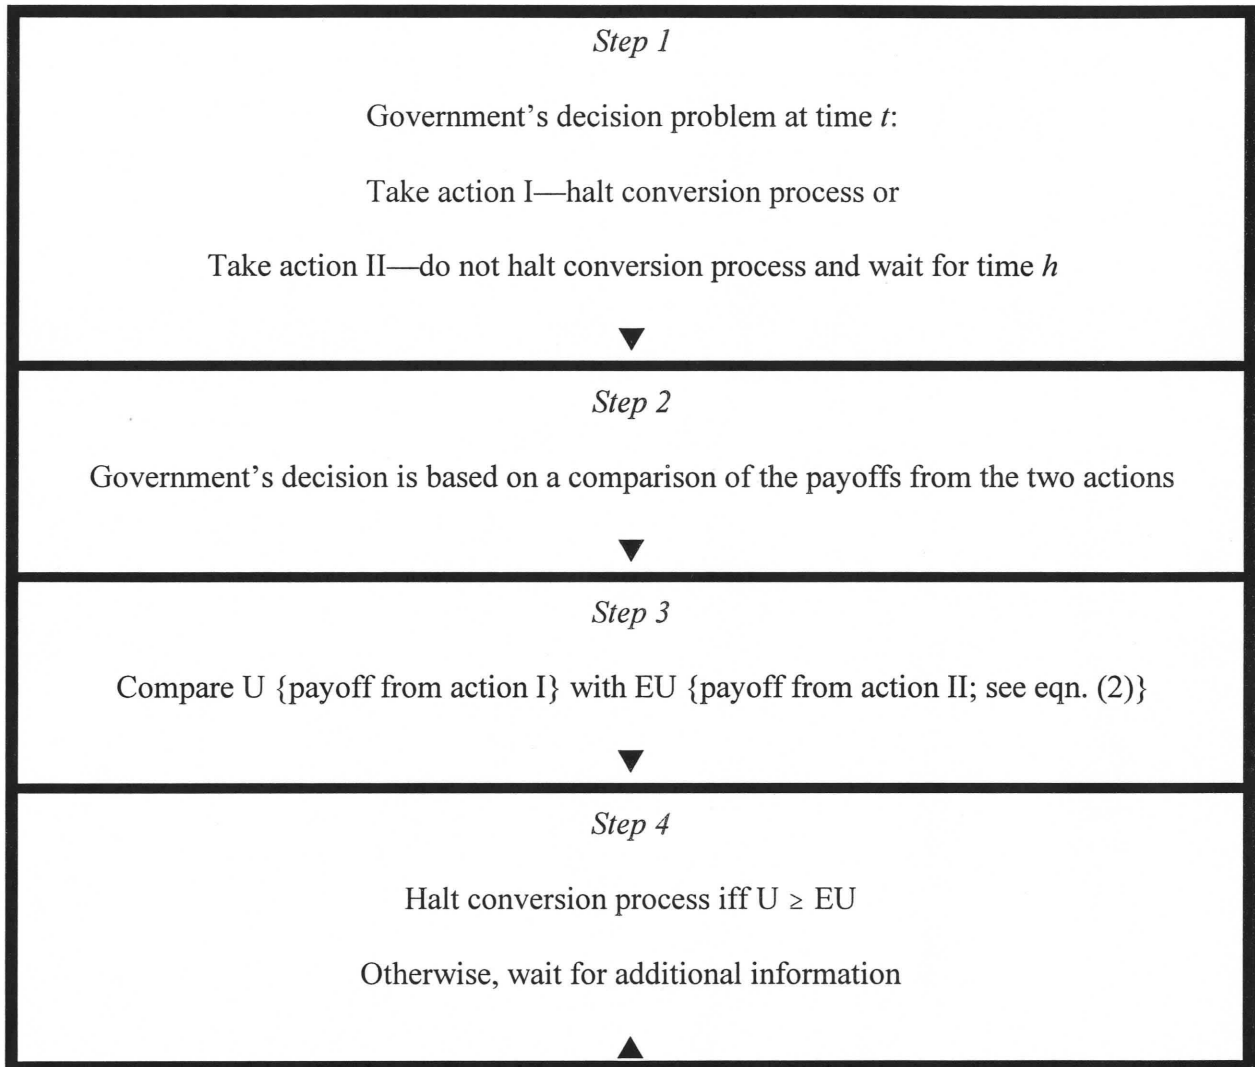 Step 1
Government’s decision problem at time t:
Take action I—halt conversion process or
Take action II—do not halt conversion process and wait for time h
Step 2
Government’s decision is based on a comparison of the payoffs from the two actions
Step 3
Compare U {payoff from action I} with EU {payoff from action II; see eqn. (2)}
Step 4
Halt conversion process iff U ≥ EU
Otherwise, wait for additional information